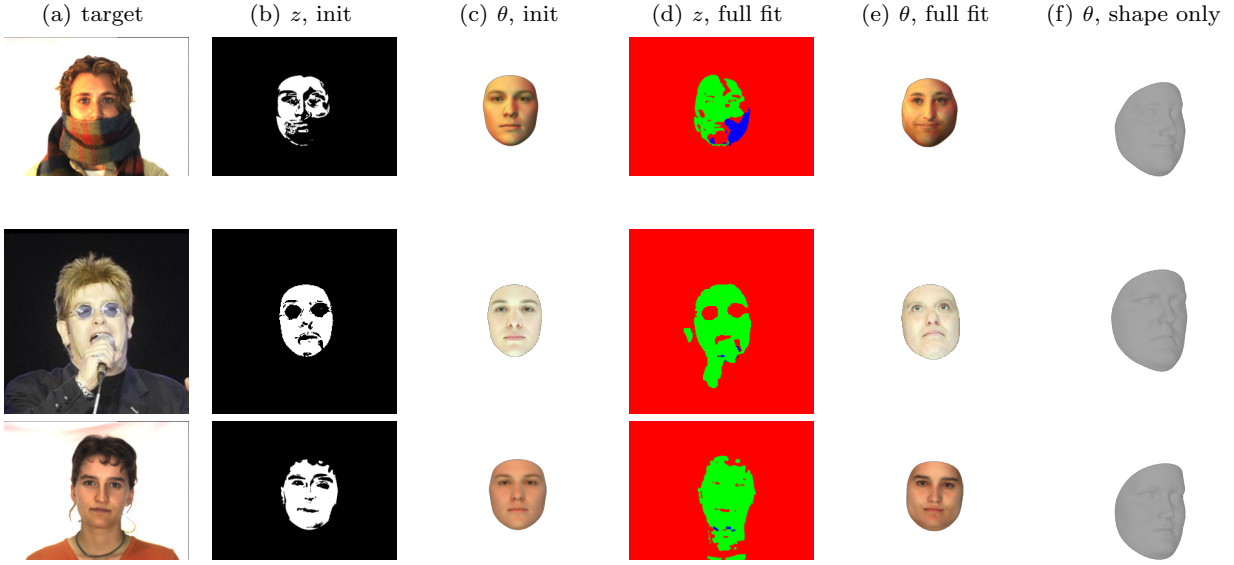 (a) target (b) z, init (c) θ, init (d) z, full fit (e) θ, full fit (f) θ, shape only